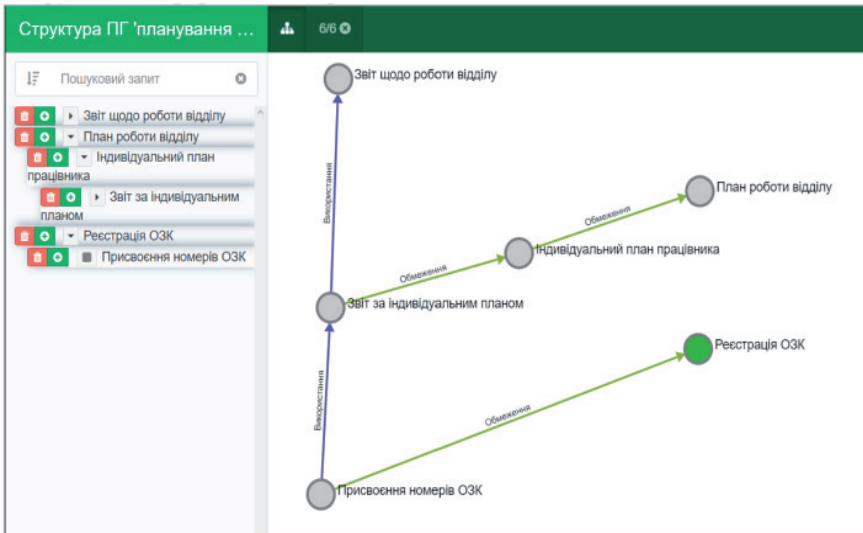 Структура ПГ 'планування ...
6/6
Пошуковий запит
Звіт щодо роботи відділу
План роботи відділу
Індивідуальний план
працівника
Звіт за індивідуальним
планом
Реєстрація ОЗК
Присвоєння номерів ОЗК
Звіт щодо роботи відділу
Використання
План роботи відділу
Обмеження
Індивідуальний план працівника
Обмеження
Звіт за індивідуальним планом
Реєстрація ОЗК
Використання
Обмеження
Присвоєння номерів ОЗК